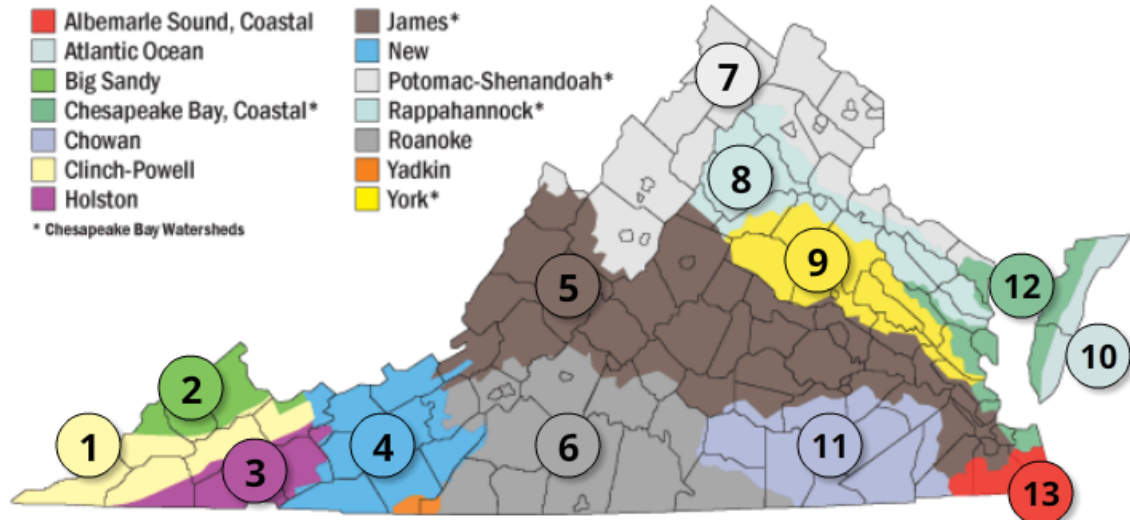 Albemarle Sound, Coastal
Atlantic Ocean
Big Sandy
Chesapeake Bay, Coastal*
Chowan
Clinch-Powell
Holston
* Chesapeake Bay Watersheds
James*
New
Potomac-Shenandoah*
Rappahannock*
Roanoke
Yadkin
York*
7
8
9
5
12
10
2
1
3
4
6
11
13